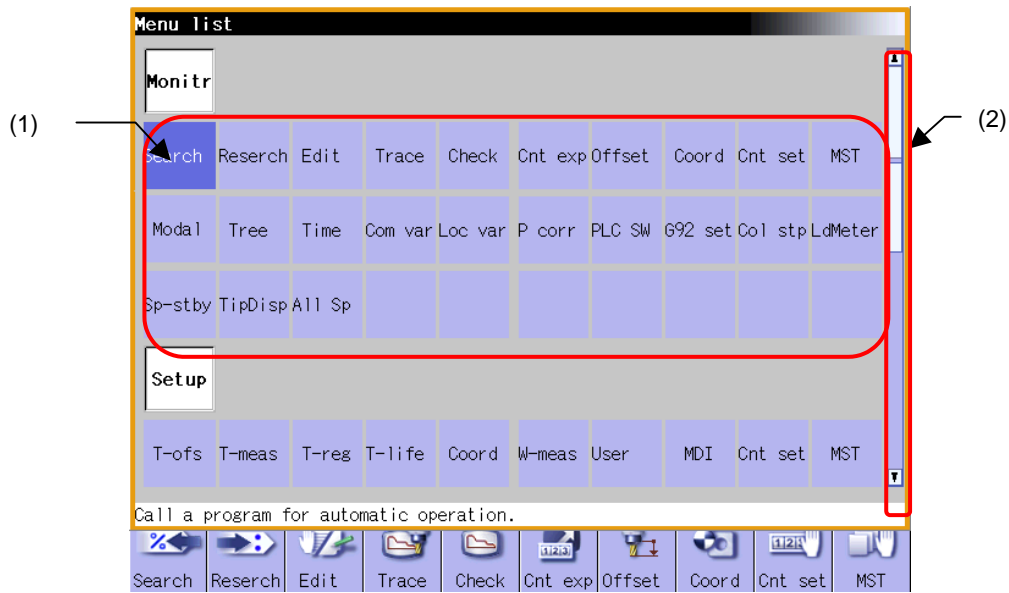 Menu list
Monitr
(1)
(2)
Search Reserch Edit Trace Check Cnt exp Offset Coord Cnt set MST
Modal Tree Time Com var Loc var P corr PLC SW G92 set Col stp LdMeter
Sp-stby TipDisp All Sp
Setup
T-ofs T-meas T-reg T-life Coord W-meas User MDI Cnt set MST
Call a program for automatic operation.
123 123
Search Reserch Edit Trace Check Cnt exp Offset Coord Cnt set MST